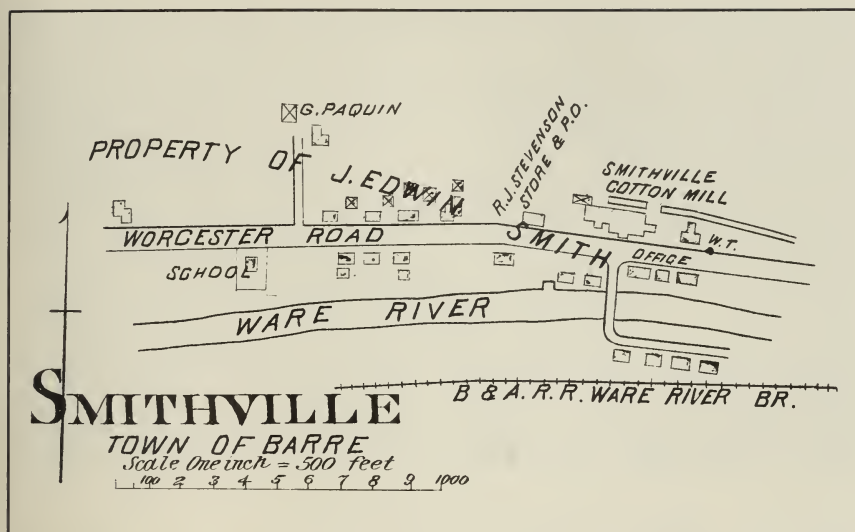 G. PAQUIN
PROPERTY OF J. EDWIN SMITH
R. J. STEVENSON
STORE & P.O.
SMITHVILLE
COTTON MILL
W.T.
WORCESTER ROAD
OFFICE
SCHOOL
WARE RIVER
B & A. R. R. WARE RIVER BR.
SMITHVILLE
TOWN OF BARRE
Scale One inch = 500 feet
100 2 3 4 5 6 7 8 9 1000